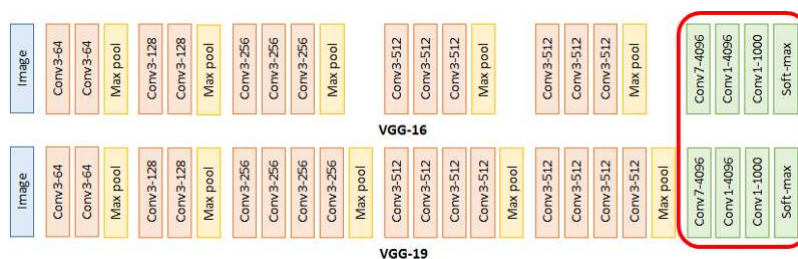 Image
Conv3-64
Conv3-64
Max pool
Conv3-128
Conv3-128
Max pool
Conv3-256
Conv3-256
Conv3-256
Max pool
Conv3-512
Conv3-512
Conv3-512
Max pool
Conv3-512
Conv3-512
Conv3-512
Max pool
Conv7-4096
Conv1-4096
Conv1-1000
Soft-max
VGG-16
Image
Conv3-64
Conv3-64
Max pool
Conv3-128
Conv3-128
Max pool
Conv3-256
Conv3-256
Conv3-256
Conv3-256
Max pool
Conv3-512
Conv3-512
Conv3-512
Conv3-512
Max pool
Conv3-512
Conv3-512
Conv3-512
Conv3-512
Max pool
Conv7-4096
Conv1-4096
Conv1-1000
Soft-max
VGG-19